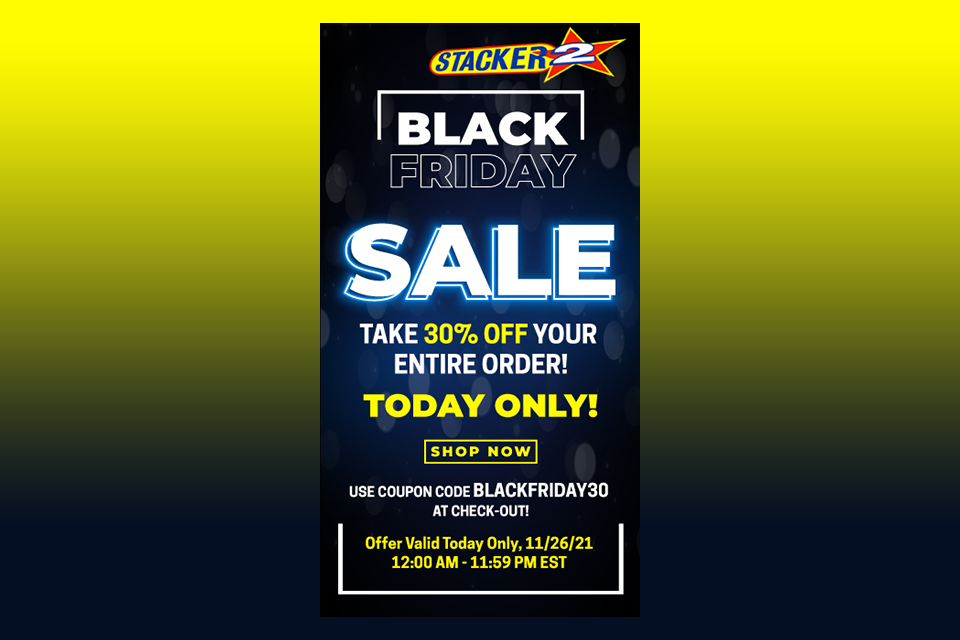 STACKER 2
BLACK
FRIDAY
SALE
TAKE 30% OFF YOUR
ENTIRE ORDER!
TODAY ONLY!
SHOP NOW
USE COUPON CODE BLACKFRIDAY30
AT CHECK-OUT!
Offer Valid Today Only, 11/26/21
12:00 AM - 11:59 PM EST